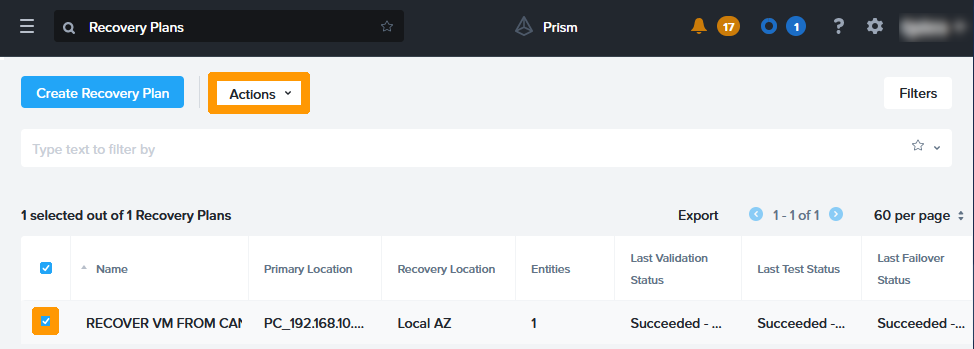 Recovery Plans
Prism
17
1
?
Create Recovery Plan
Actions
Filters
Type text to filter by
1 selected out of 1 Recovery Plans
Export
1 - 1 of 1
60 per page
Name
Primary Location
Recovery Location
Entities
Last Validation
Status
Last Test Status
Last Failover
Status
RECOVER VM FROM CAN
PC_192.168.10....
Local AZ
1
Succeeded - ...
Succeeded - ...
Succeeded -...